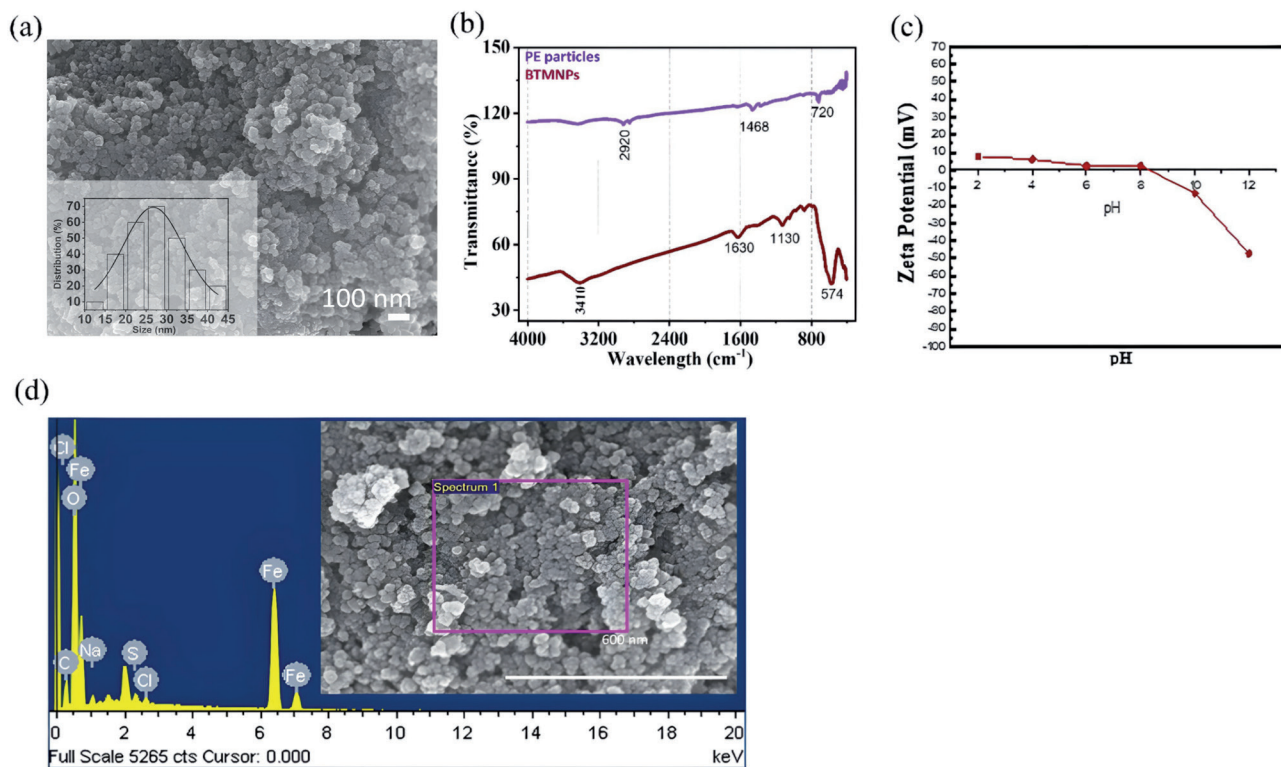 (a)
70
60
50
40
30
20
10
Distribution (%)
10 15 20 25 30 35 40 45
Size (nm)
100 nm
(b)
150
120
90
60
30
Transmittance (%)
PE particles
BTMNPs
2920
1468
720
3410
1630
1130
574
4000 3200 2400 1600 800
Wavelength (cm⁻¹)
(c)
70
60
50
40
30
20
10
0
-10
-20
-30
-40
-50
-60
-70
-80
-90
-100
Zeta Potential (mV)
2 4 6 8 10 12
pH
pH
(d)
Cl
Fe
O
C
Na
S
Cl
Fe
Fe
Spectrum 1
600 nm
0 2 4 6 8 10 12 14 16 18 20
Full Scale 5265 cts Cursor: 0.000
keV